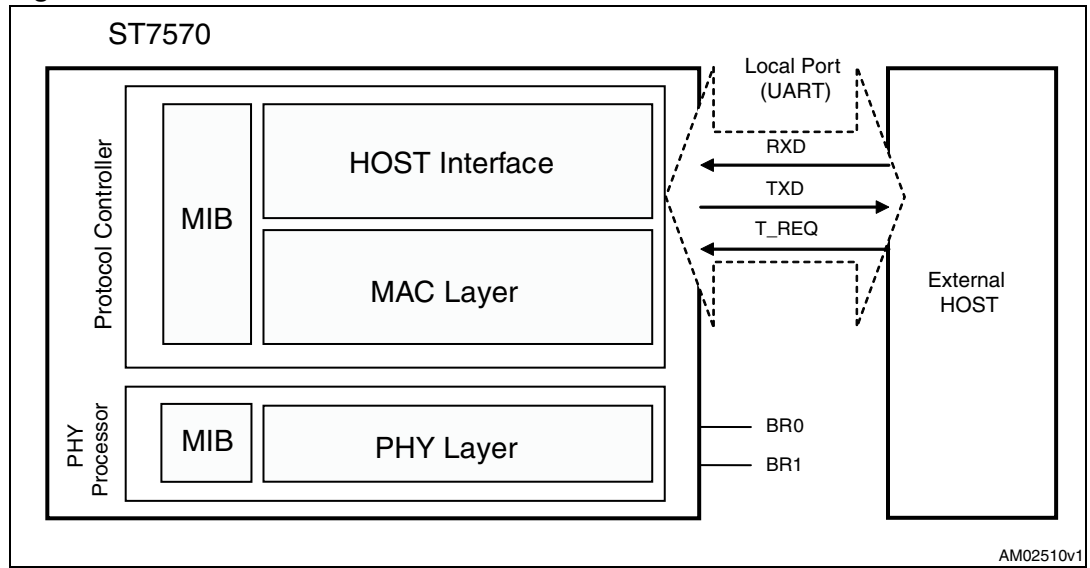 ST7570
Protocol Controller
MIB
HOST Interface
MAC Layer
PHY
Processor
MIB
PHY Layer
Local Port
(UART)
RXD
TXD
T_REQ
BR0
BR1
External
HOST
AM02510v1